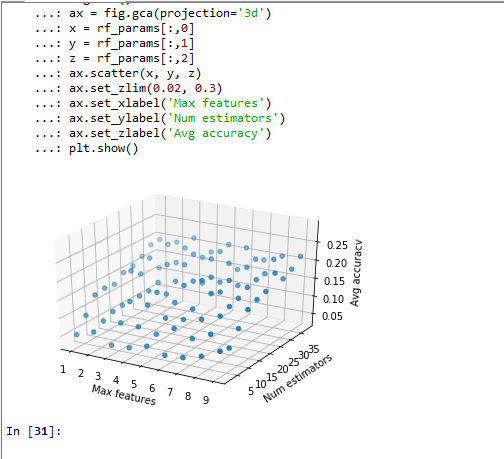 ...: ax = fig.gca(projection='3d')
...: x = rf_params[:,0]
...: y = rf_params[:,1]
...: z = rf_params[:,2]
...: ax.scatter(x, y, z)
...: ax.set_zlim(0.02, 0.3)
...: ax.set_xlabel('Max features')
...: ax.set_ylabel('Num estimators')
...: ax.set_zlabel('Avg accuracy')
...: plt.show()
0.25
0.20
0.15
0.10
0.05
Avg accuracy
1 2 3 4 5 6 7 8 9
Max features
5 10 15 20 25 30 35
Num estimators
In [31]: